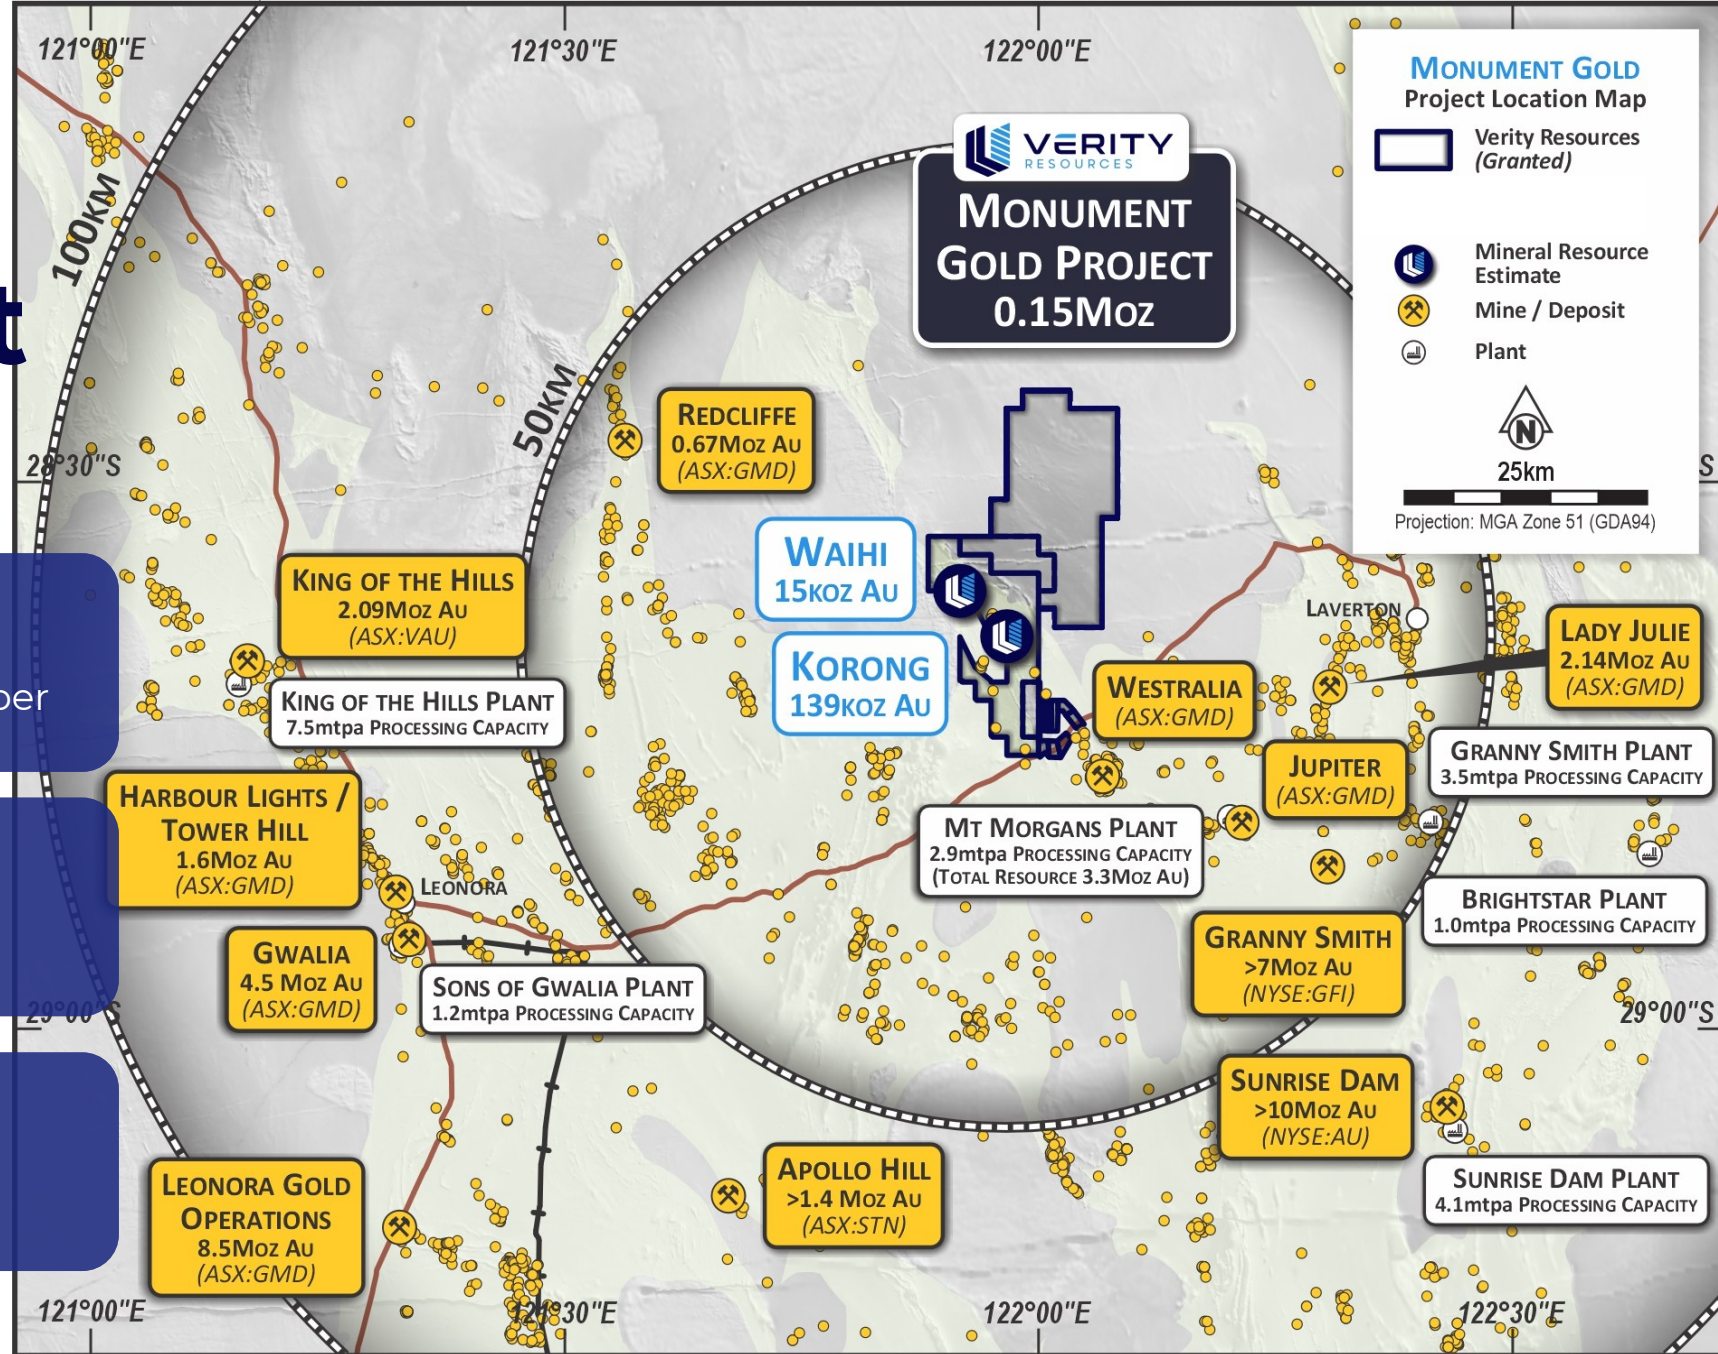 121°00"E
121°30"E
122°00"E
MONUMENT GOLD
Project Location Map
Verity Resources
(Granted)
Mineral Resource
Estimate
Mine / Deposit
Plant
N
25km
Projection: MGA Zone 51 (GDA94)
VERITY
RESOURCES
MONUMENT
GOLD PROJECT
0.15MOZ
100KM
50KM
t
28°30"S
S
REDCLIFFE
0.67MOZ AU
(ASX:GMD)
WAIHI
15KOZ AU
KORONG
139KOZ AU
KING OF THE HILLS
2.09MOZ AU
(ASX:VAU)
KING OF THE HILLS PLANT
7.5mtpa PROCESSING CAPACITY
ber
LAVERTON
LADY JULIE
2.14MOZ AU
(ASX:GMD)
WESTRALIA
(ASX:GMD)
JUPITER
(ASX:GMD)
GRANNY SMITH PLANT
3.5mtpa PROCESSING CAPACITY
HARBOUR LIGHTS /
TOWER HILL
1.6MOZ AU
(ASX:GMD)
LEONORA
MT MORGANS PLANT
2.9mtpa PROCESSING CAPACITY
(TOTAL RESOURCE 3.3MOZ AU)
BRIGHTSTAR PLANT
1.0mtpa PROCESSING CAPACITY
GWALIA
4.5 MOZ AU
(ASX:GMD)
SONS OF GWALIA PLANT
1.2mtpa PROCESSING CAPACITY
GRANNY SMITH
>7MOZ AU
(NYSE:GFI)
29°00"S
29°00"S
SUNRISE DAM
>10MOZ AU
(NYSE:AU)
SUNRISE DAM PLANT
4.1mtpa PROCESSING CAPACITY
APOLLO HILL
>1.4 MOZ AU
(ASX:STN)
LEONORA GOLD
OPERATIONS
8.5MOZ AU
(ASX:GMD)
121°00"E
121°30"E
122°00"E
122°30"E